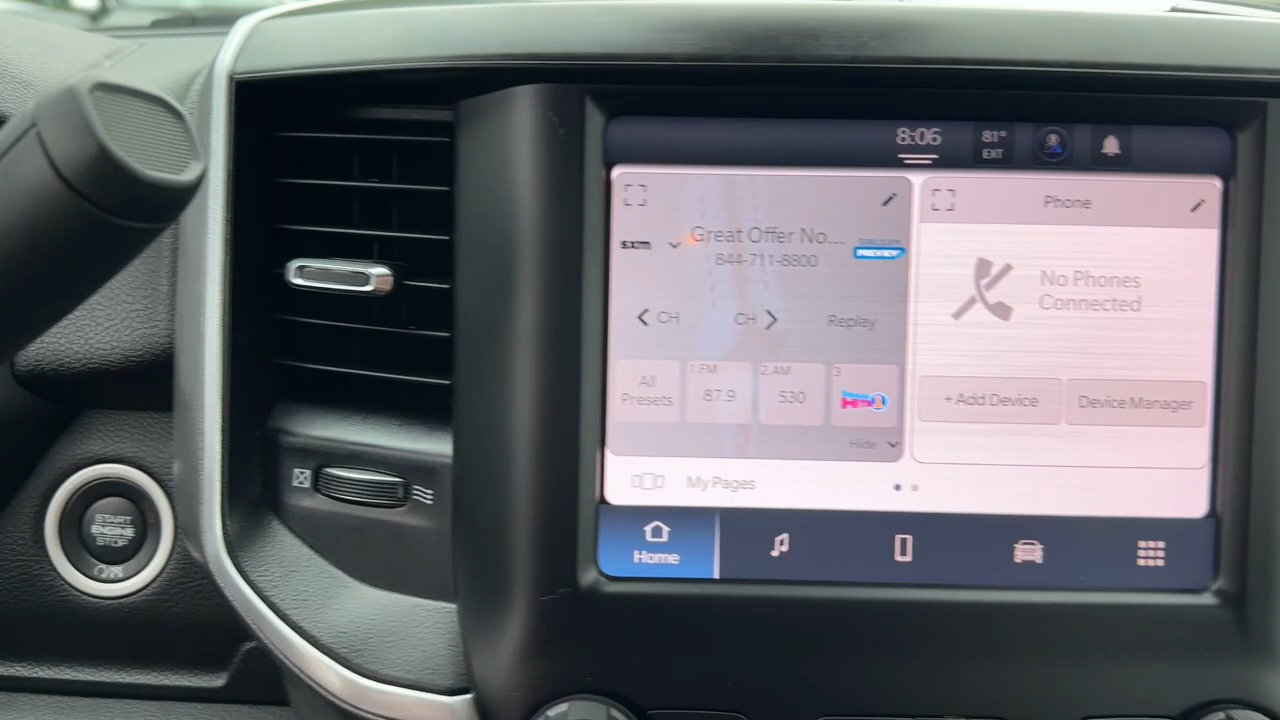 8:06
81°
EXT
Phone
sxm
Great Offer No...
SIRIUSXM
PREVIEW
844-711-8800
No Phones
Connected
CH
CH
Replay
All
Presets
1.FM
87.9
2.AM
530
3
+ Add Device
Device Manager
Hide
My Pages
Home
START
ENGINE
STOP